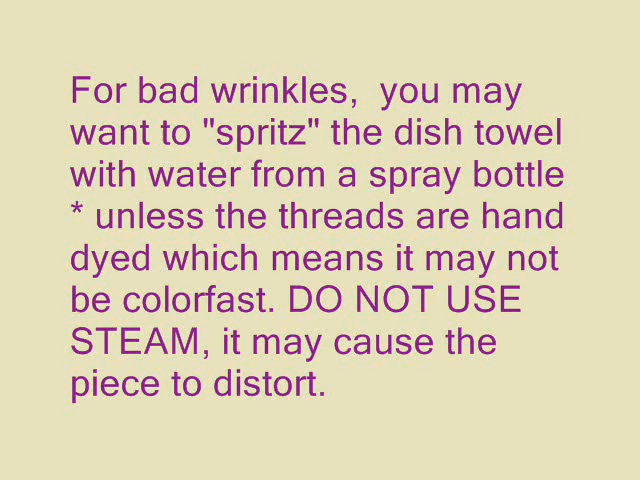 For bad wrinkles,  you may
want to "spritz" the dish towel
with water from a spray bottle
* unless the threads are hand
dyed which means it may not
be colorfast. DO NOT USE
STEAM, it may cause the
piece to distort.